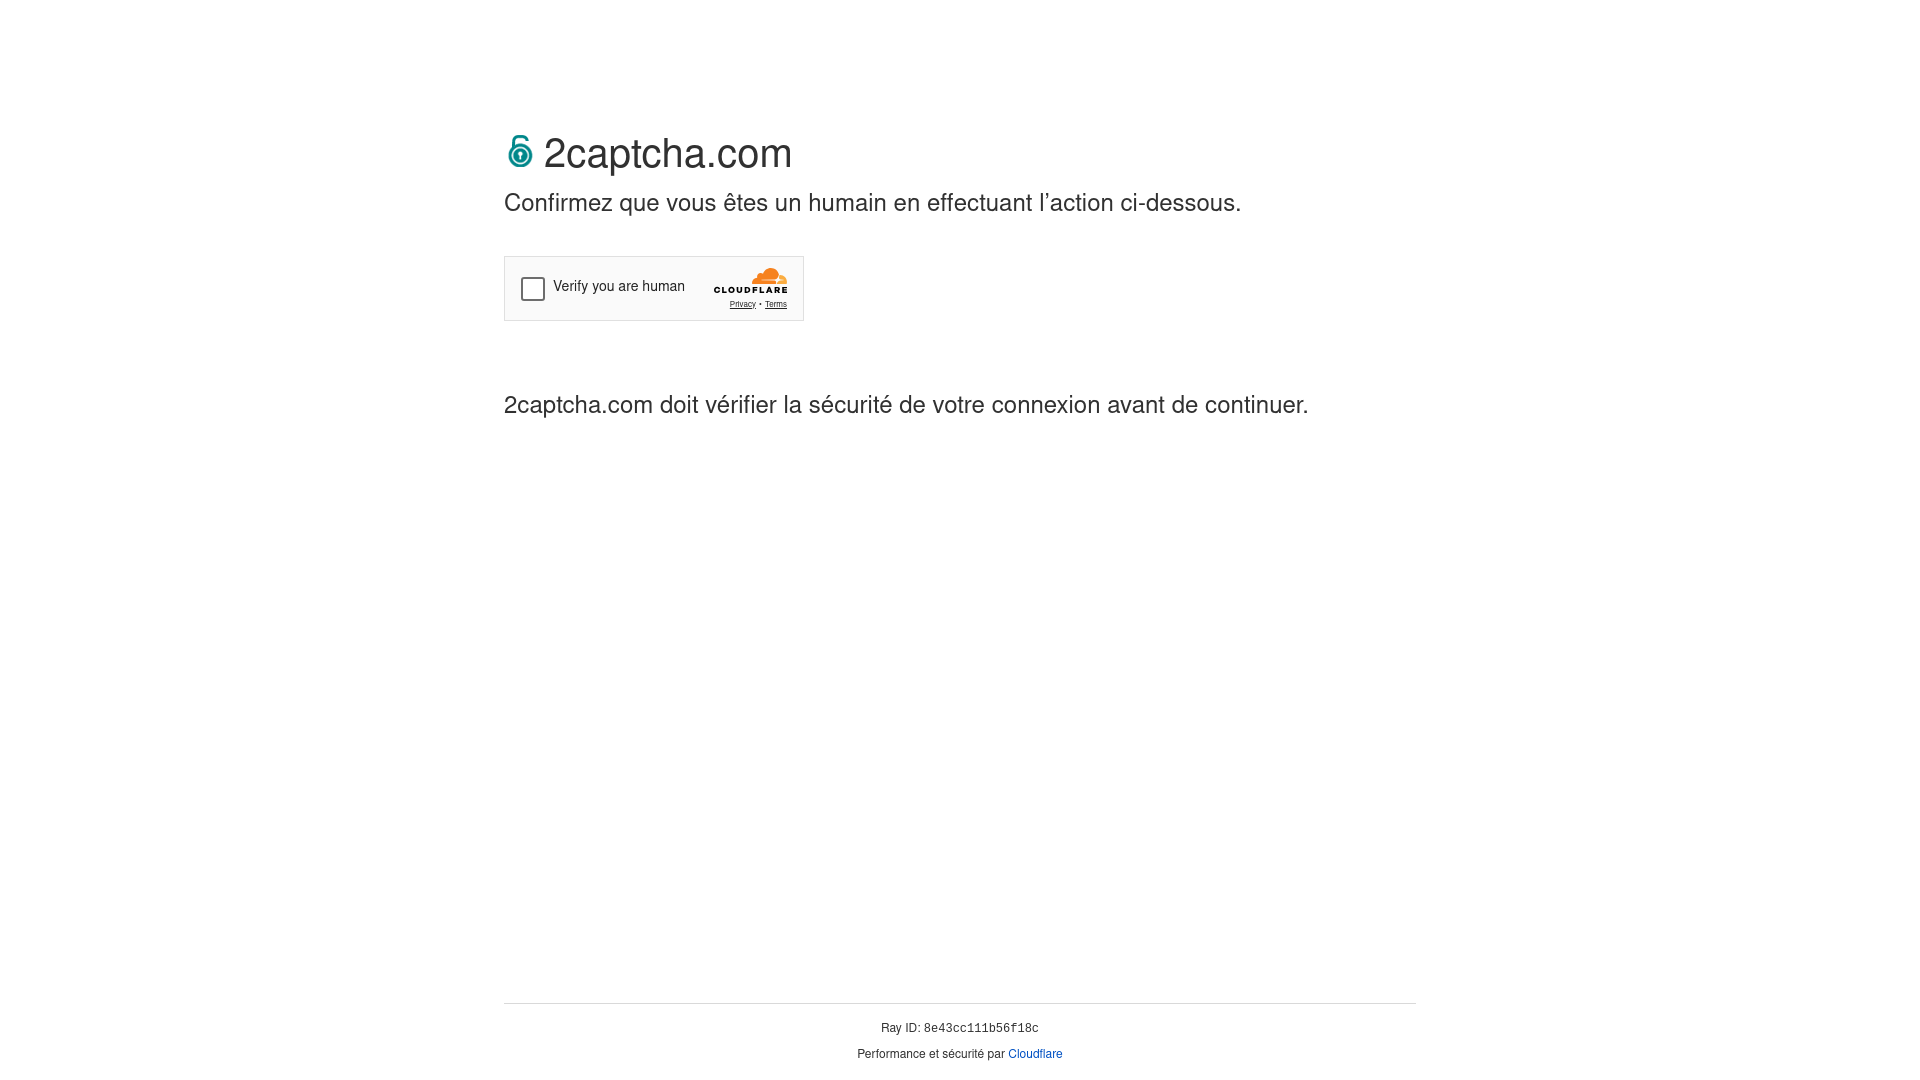 2captcha.com
Confirmez que vous êtes un humain en effectuant l’action ci-dessous.
Verify you are human
CLOUDFLARE
Privacy • Terms
2captcha.com doit vérifier la sécurité de votre connexion avant de continuer.
Ray ID: 8e43cc111b56f18c
Performance et sécurité par Cloudflare